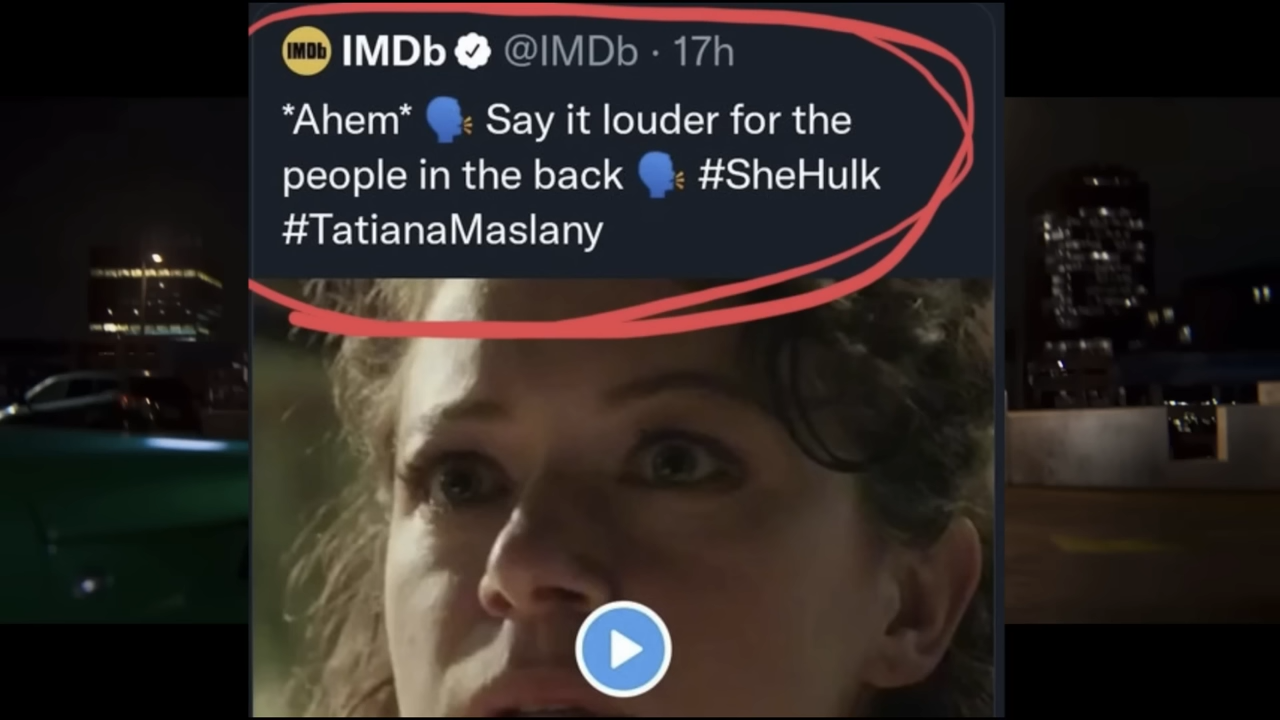 IMDb IMDb @IMDb · 17h
*Ahem* 🗣️ Say it louder for the
people in the back 🗣️ #SheHulk
#TatianaMaslany